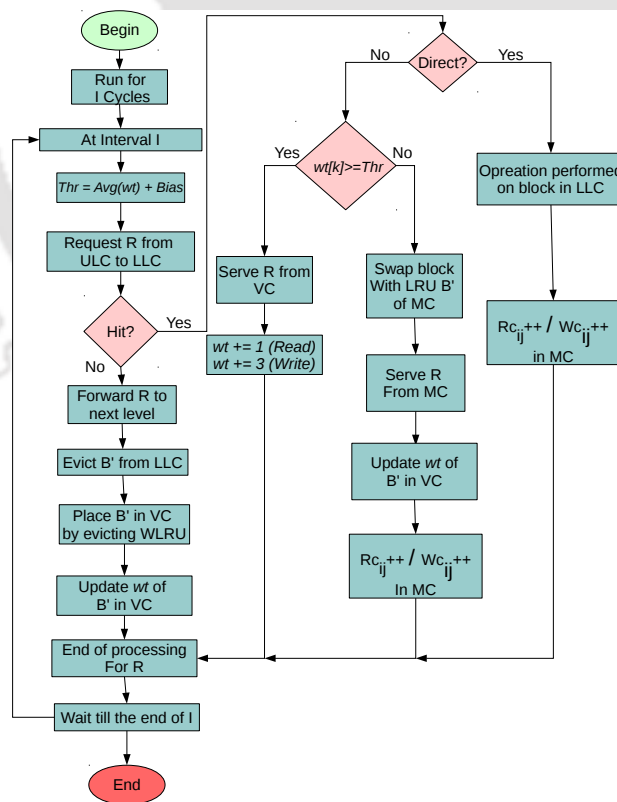 Begin
Run for
I Cycles
At Interval I
Thr = Avg(wt) + Bias
Request R from
ULC to LLC
Hit?
Yes
No
Forward R to
next level
Evict B' from LLC
Place B' in VC
by evicting WLRU
Update wt of
B' in VC
End of processing
For R
Wait till the end of I
End
Direct?
No
Yes
wt[k]>=Thr
Yes
No
Serve R from
VC
wt += 1 (Read)
wt += 3 (Write)
Swap block
With LRU B'
of MC
Serve R
From MC
Update wt of
B' in VC
Rcij++ / Wcij++
In MC
Opreation performed
on block in LLC
Rcij++ / Wcij++
in MC